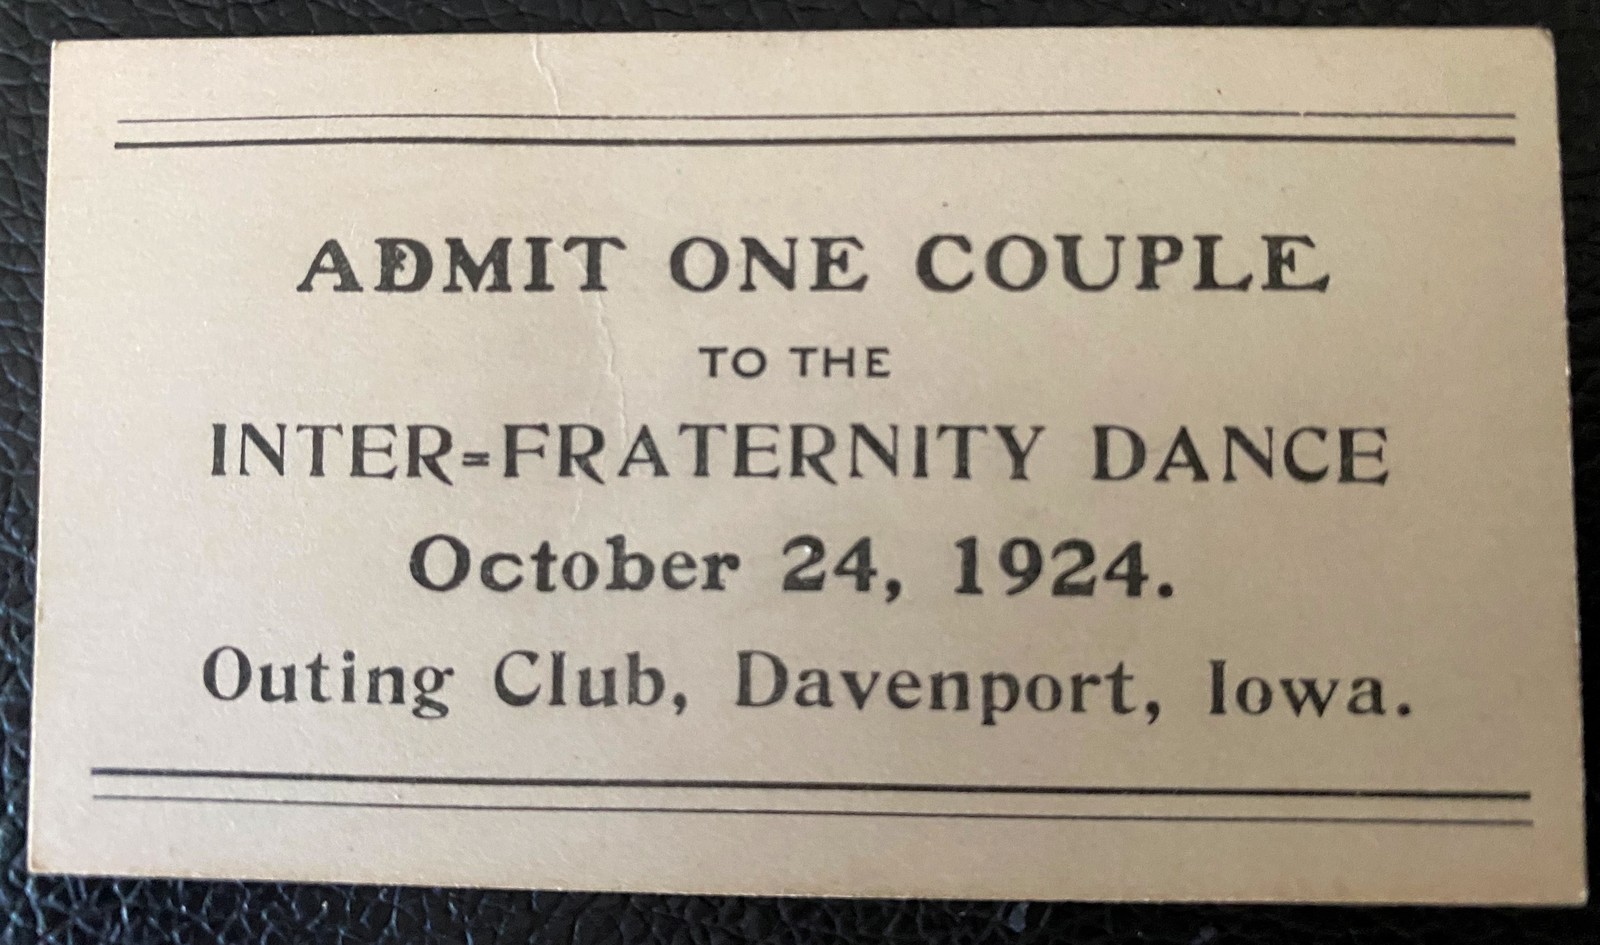 ADMIT ONE COUPLE
TO THE
INTER=FRATERNITY DANCE
October 24, 1924.
Outing Club, Davenport, Iowa.